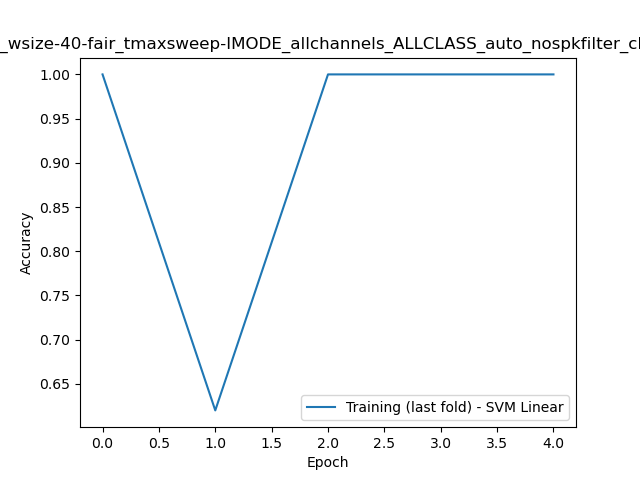 _wsize-40-fair_tmaxsweep-IMODE_allchannels_ALLCLASS_auto_nospkfilter_cl
1.00
0.95
0.90
0.85
0.80
0.75
0.70
0.65
Accuracy
Training (last fold) - SVM Linear
0.0 0.5 1.0 1.5 2.0 2.5 3.0 3.5 4.0
Epoch